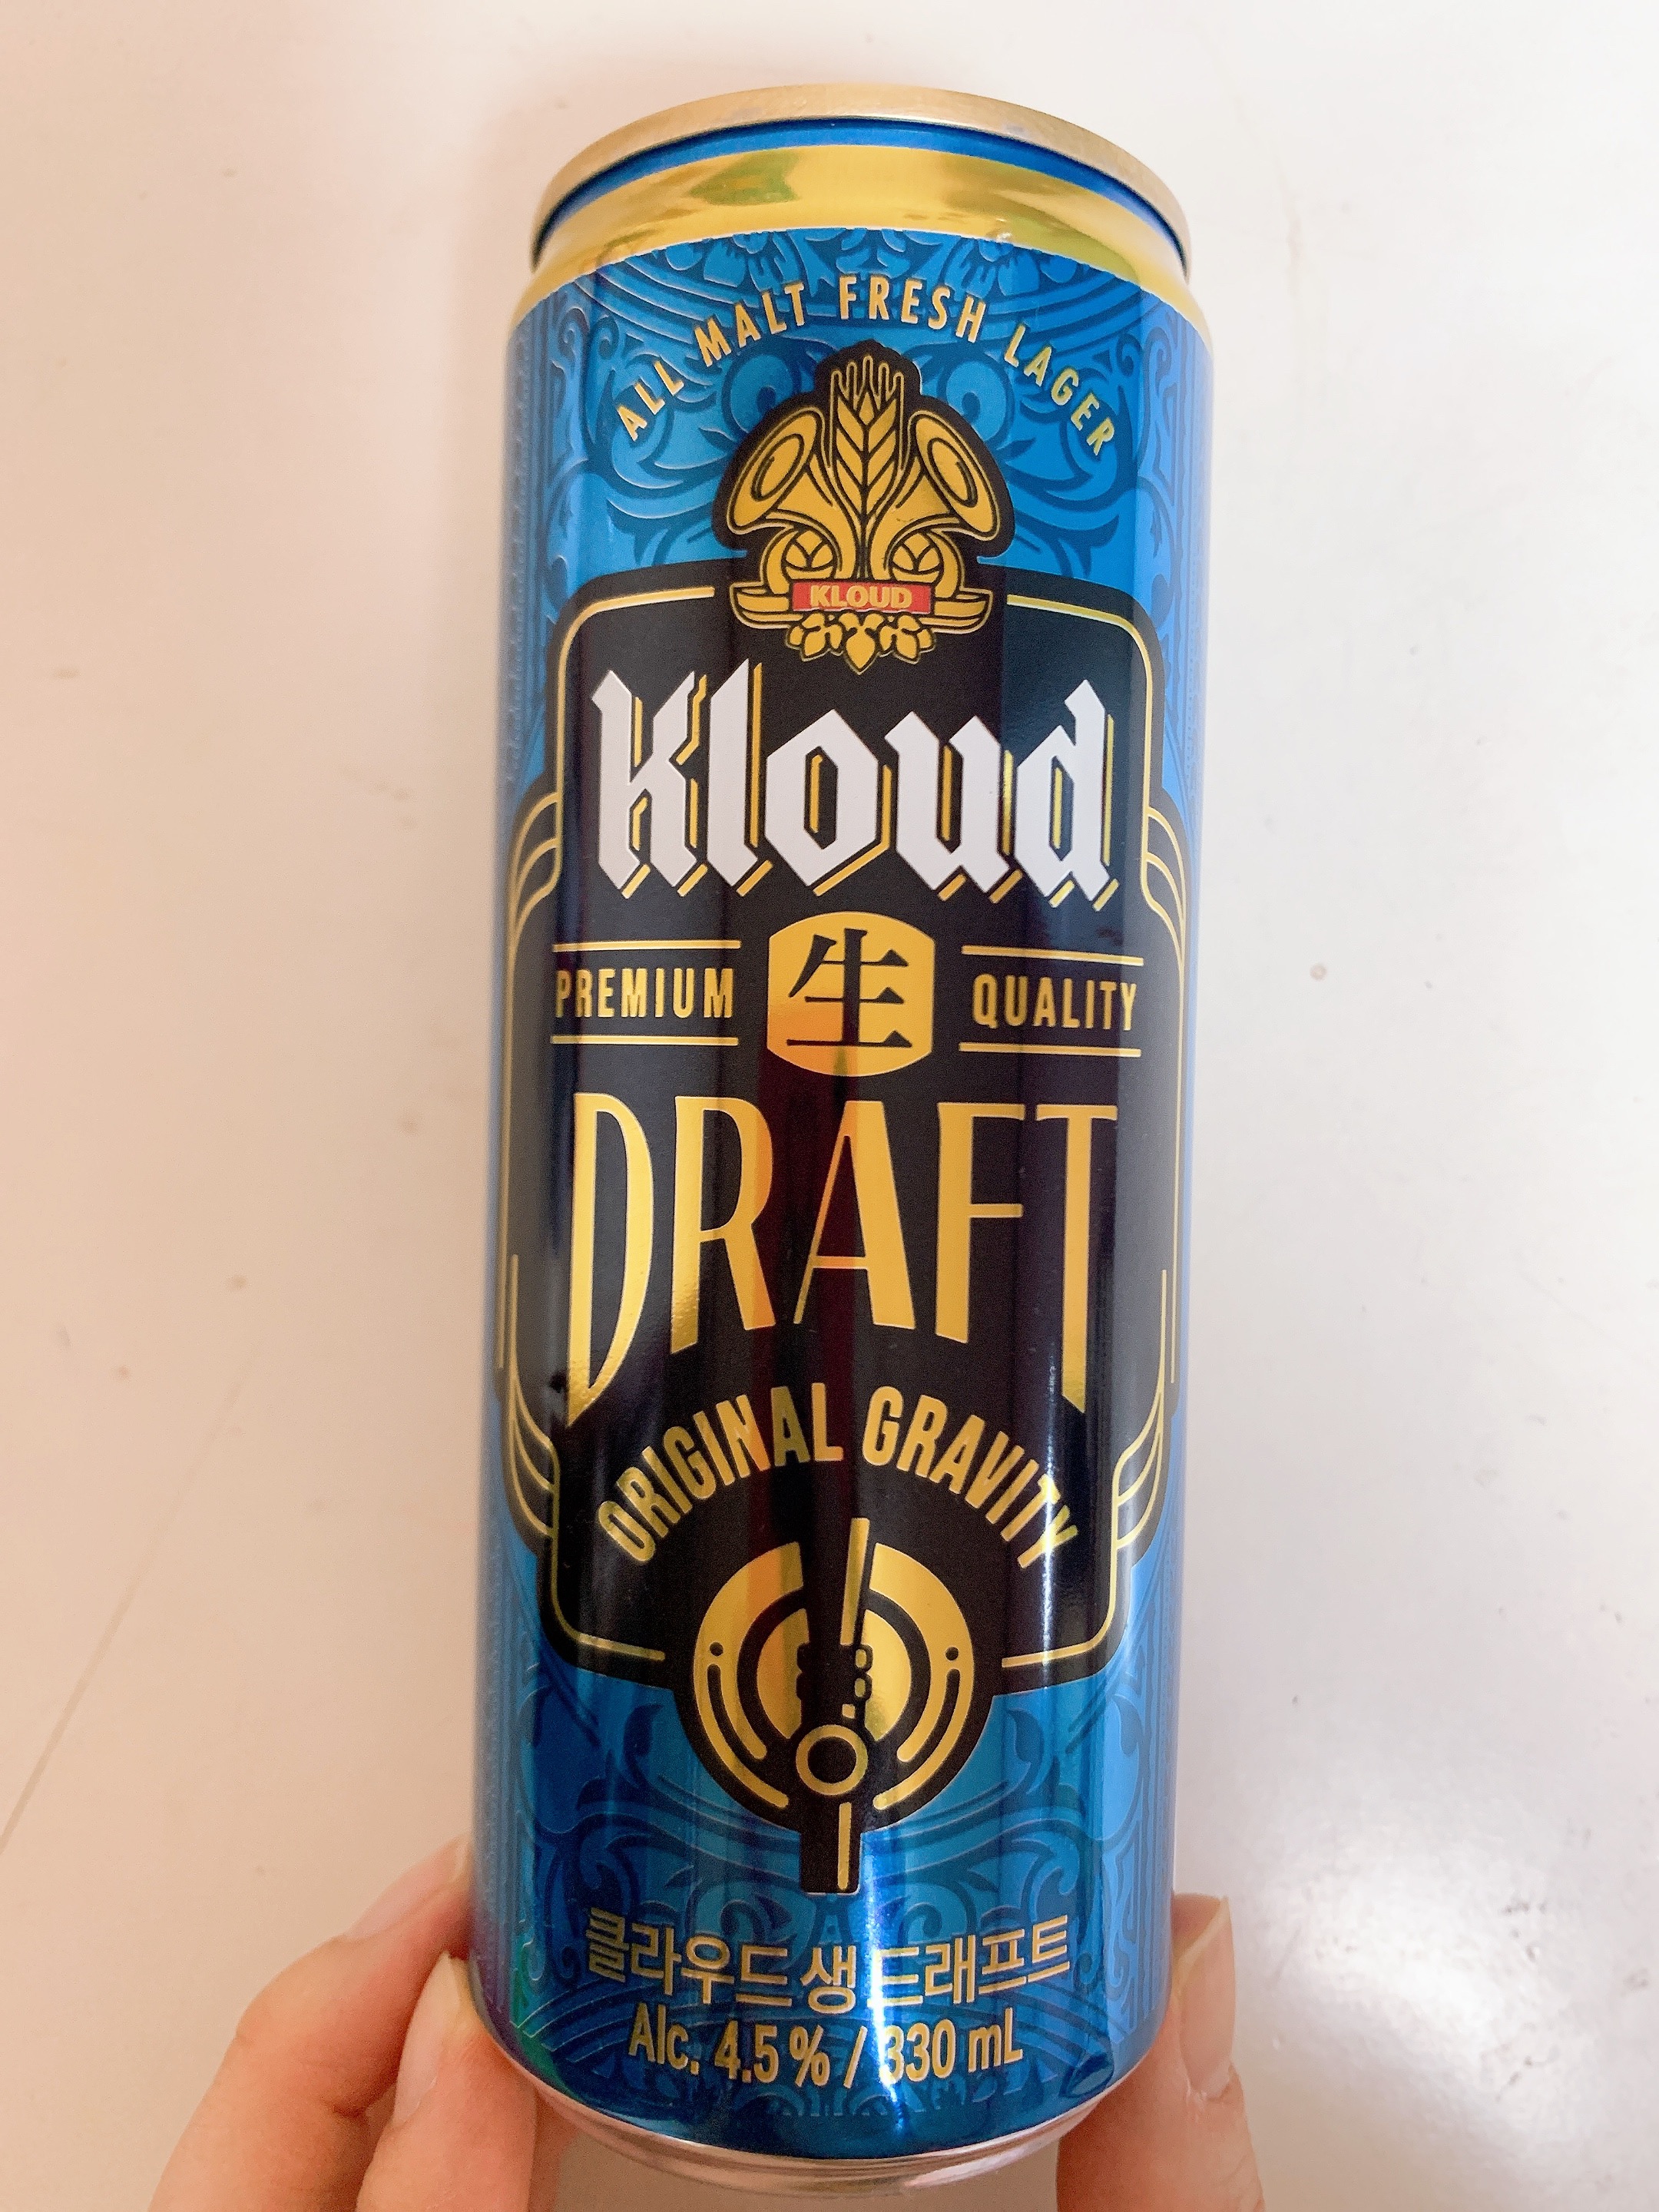 ALL MALT FRESH LAGER
KLOUD
Kloud
PREMIUM 生 QUALITY
DRAFT
ORIGINAL GRAVITY
클라우드 생 드래프트
Alc. 4.5 % / 330 mL